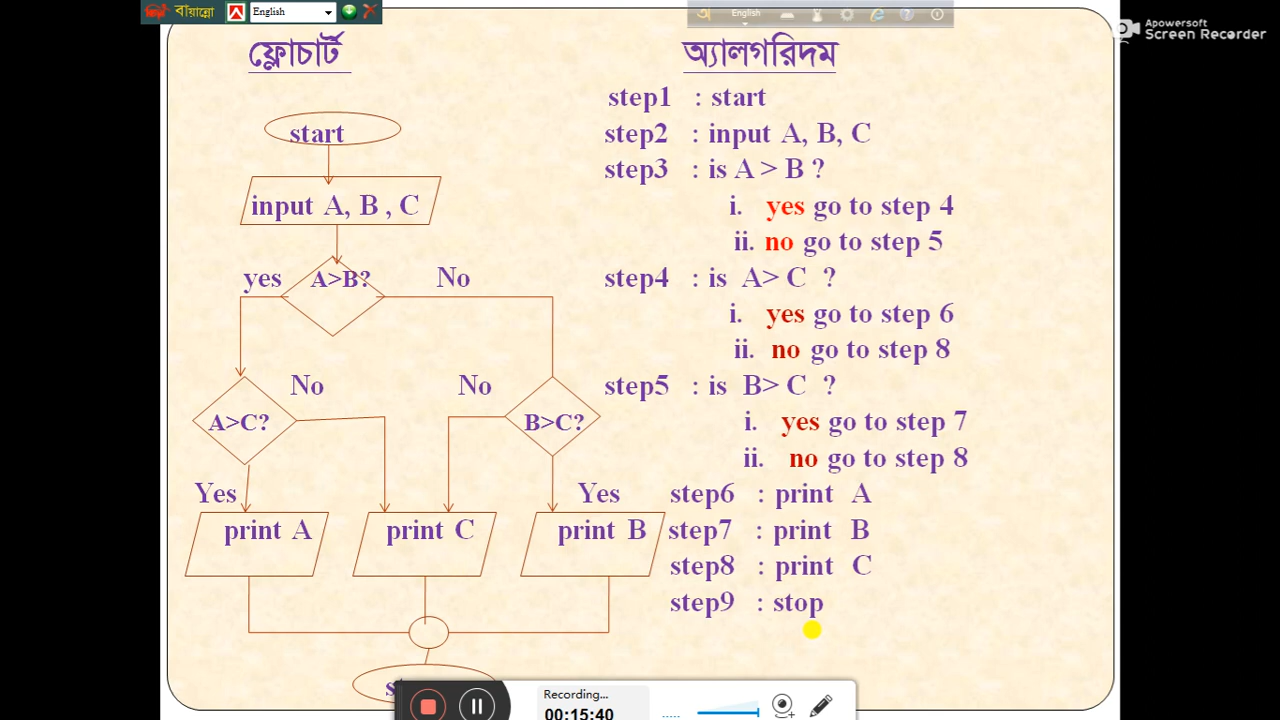 বায়ান্নো English
English
Apowersoft
Screen Recorder
ফ্লোচার্ট
start
input A, B , C
A>B?
yes
No
A>C?
No
No
B>C?
Yes
Yes
print A
print C
print B
অ্যালগরিদম
step1 : start
step2 : input A, B, C
step3 : is A > B ?
i. yes go to step 4
ii. no go to step 5
step4 : is A> C ?
i. yes go to step 6
ii. no go to step 8
step5 : is B> C ?
i. yes go to step 7
ii. no go to step 8
step6 : print A
step7 : print B
step8 : print C
step9 : stop
Recording...
00:15:40